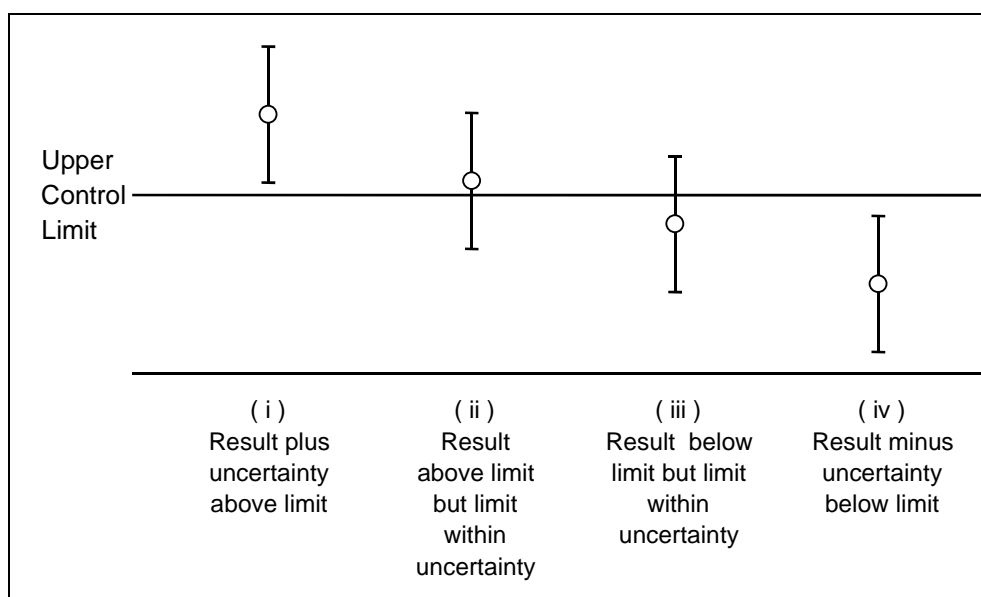 Upper
Control
Limit
( i )
Result plus
uncertainty
above limit
( ii )
Result
above limit
but limit
within
uncertainty
( iii )
Result below
limit but limit
within
uncertainty
( iv )
Result minus
uncertainty
below limit